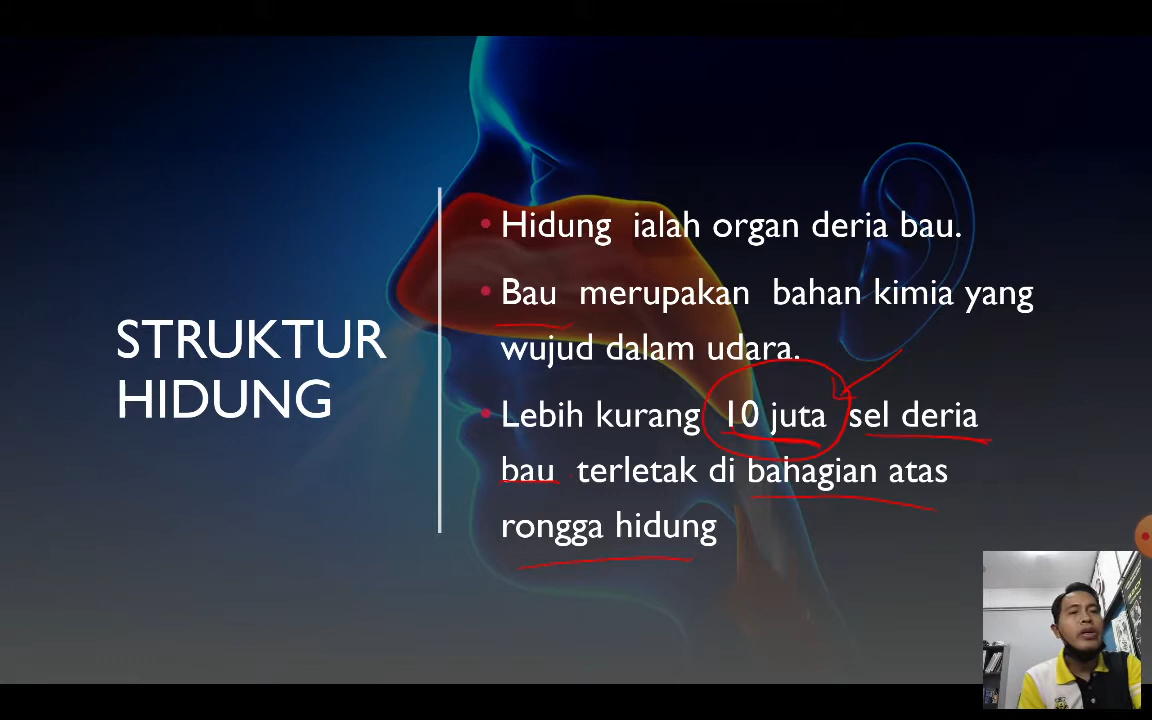 STRUKTUR
HIDUNG
• Hidung ialah organ deria bau.
• Bau merupakan bahan kimia yang
wujud dalam udara.
• Lebih kurang 10 juta sel deria
bau terletak di bahagian atas
rongga hidung